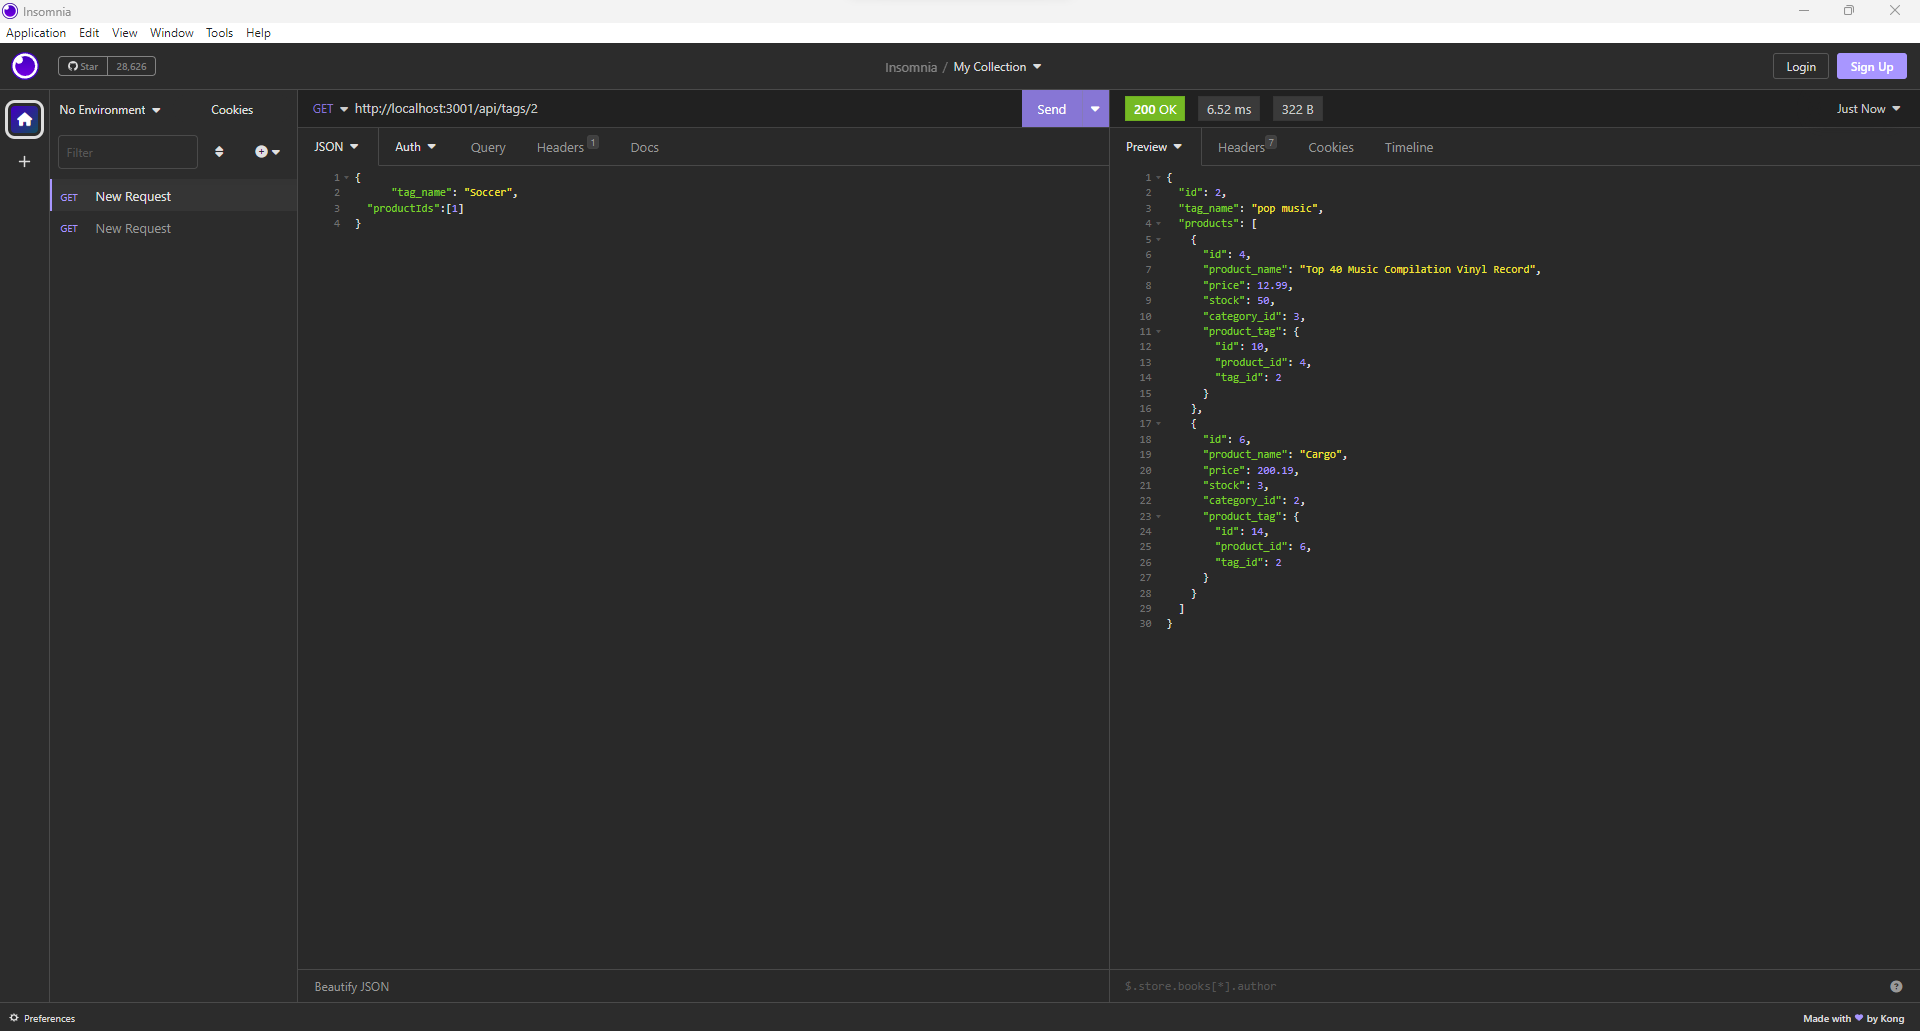 Insomnia
Application Edit View Window Tools Help
Star 28,626
Insomnia / My Collection
Login Sign Up
No Environment Cookies
Filter
GET New Request
GET New Request
GET http://localhost:3001/api/tags/2 Send
JSON Auth Query Headers 1 Docs
1 {
2 "tag_name": "Soccer",
3 "productIds":[1]
4 }
Beautify JSON
200 OK 6.52 ms 322 B Just Now
Preview Headers 7 Cookies Timeline
1 {
2 "id": 2,
3 "tag_name": "pop music",
4 "products": [
5 {
6 "id": 4,
7 "product_name": "Top 40 Music Compilation Vinyl Record",
8 "price": 12.99,
9 "stock": 50,
10 "category_id": 3,
11 "product_tag": {
12 "id": 10,
13 "product_id": 4,
14 "tag_id": 2
15 }
16 },
17 {
18 "id": 6,
19 "product_name": "Cargo",
20 "price": 200.19,
21 "stock": 3,
22 "category_id": 2,
23 "product_tag": {
24 "id": 14,
25 "product_id": 6,
26 "tag_id": 2
27 }
28 }
29 ]
30 }
$.store.books[*].author ?
Preferences
Made with ♥ by Kong